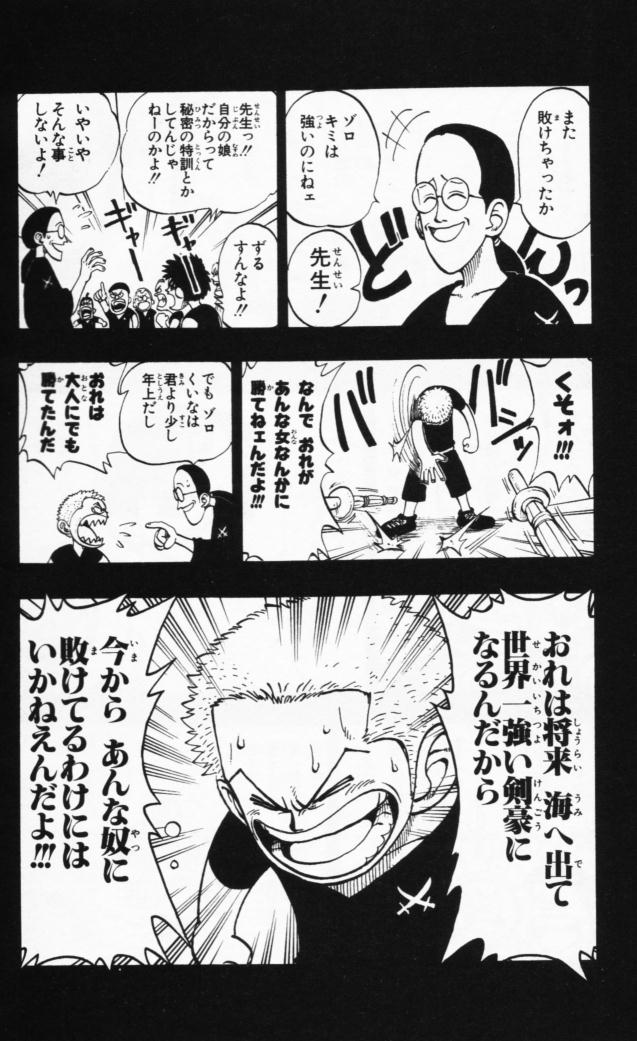 また
敗けちゃったか
ゾロ
キミは
強いのにねェ
先生!
どどんっ
先生っ!!
自分の娘
だからって
秘密の特訓とか
してんじゃ
ねーのかよ!!
ずる
すんなよ!!
ギャー
ギャー
いやいや
そんな事
しないよ!
くそォ!!!
バシッ
バン
なんで おれが
あんな女なんかに
勝てねェんだよ!!!
でも ゾロ
くいなは
君より少し
年上だし
おれは
大人にでも
勝てたんだ
おれは将来 海へ出て
世界一強い剣豪に
なるんだから
今から あんな奴に
敗けてるわけには
いかねえんだよ!!!